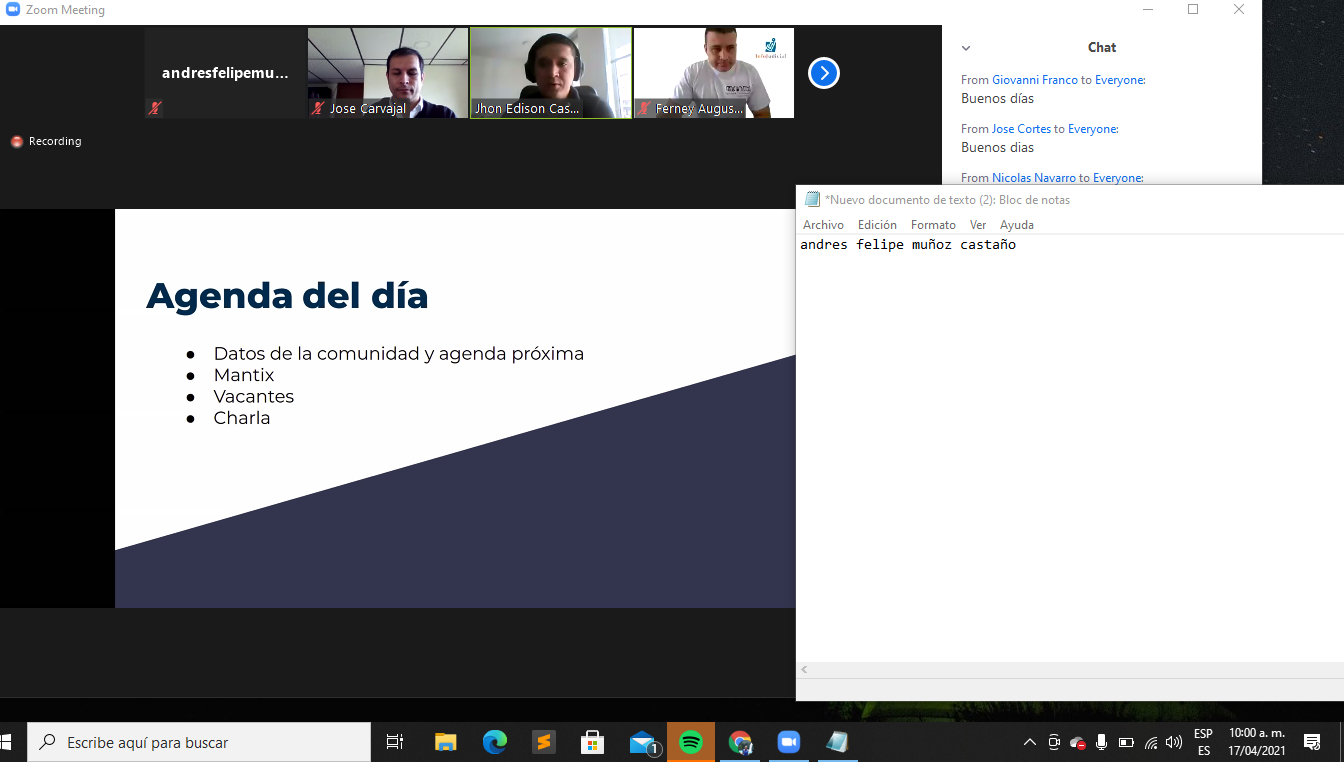 Zoom Meeting
andresfelipemu...
Jose Carvajal
Jhon Edison Cas...
Ferney Augus...
Recording
Chat
From Giovanni Franco to Everyone:
Buenos días
From Jose Cortes to Everyone:
Buenos dias
From Nicolas Navarro to Everyone:
Agenda del día
● Datos de la comunidad y agenda próxima
● Mantix
● Vacantes
● Charla
*Nuevo documento de texto (2): Bloc de notas
Archivo Edición Formato Ver Ayuda
andres felipe muñoz castaño
Escribe aquí para buscar
1
ESP
ES
10:00 a. m.
17/04/2021